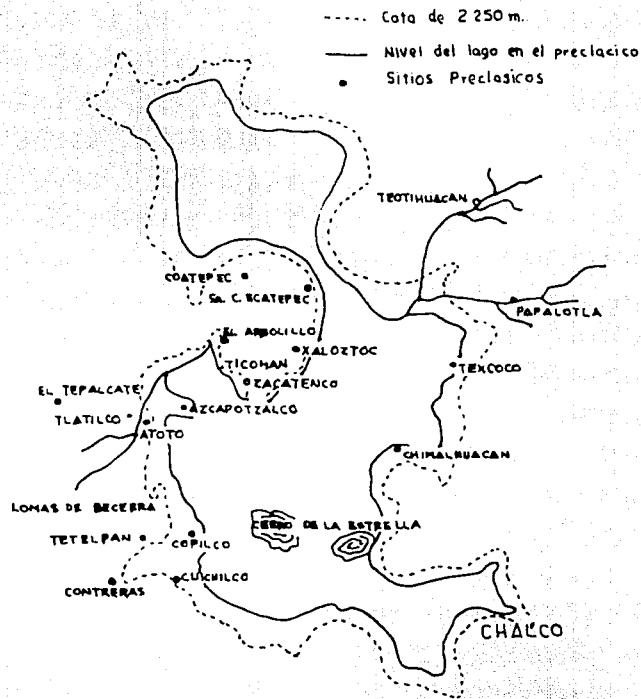 Cota de 2 250 m.
Nivel del lago en el preclacico
Sitios Preclasicos
TEOTIHUACAN
COATEPEC
Sn. C. ECATEPEC
PAPALOTLA
EL ARBOLILLO
XALOZTOC
TICOMAN
TEXCOCO
ZACATENCO
EL TEPALCATE
AZCAPOTZALCO
TLATILCO
ATOTO
CHIMALHUACAN
LOMAS DE BECERRA
CERRO DE LA ESTRELLA
TETELPAN
COPILCO
CUICUILCO
CONTRERAS
CHALCO